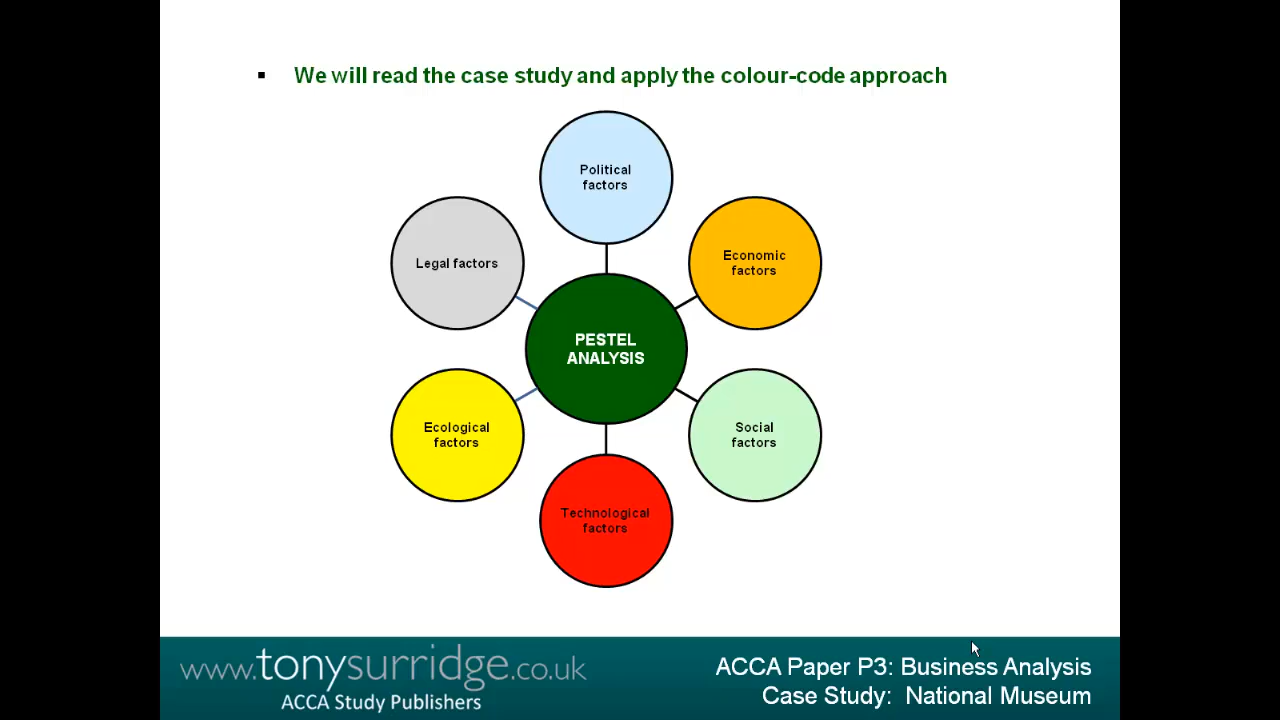 We will read the case study and apply the colour-code approach
Political
factors
Legal factors
Economic
factors
PESTEL
ANALYSIS
Ecological
factors
Social
factors
Technological
factors
www.tonysurridge.co.uk
ACCA Study Publishers
ACCA Paper P3: Business Analysis
Case Study: National Museum